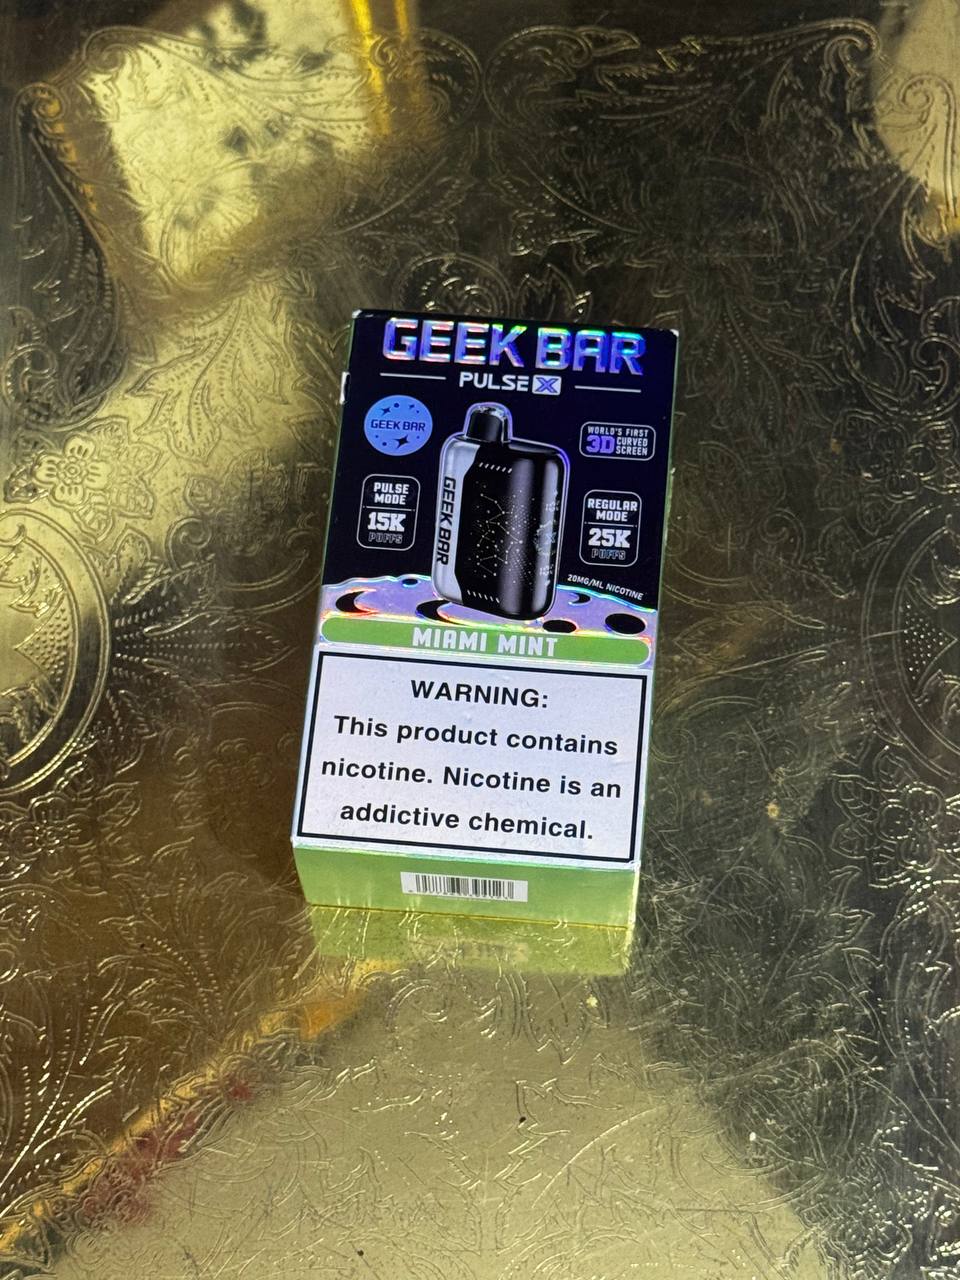 GEEK BAR
PULSE X
GEEK BAR
WORLD'S FIRST
3D CURVED
SCREEN
PULSE
MODE
15K
PUFFS
GEEK BAR
REGULAR
MODE
25K
PUFFS
20MG/ML NICOTINE
MIAMI MINT
WARNING:
This product contains
nicotine. Nicotine is an
addictive chemical.